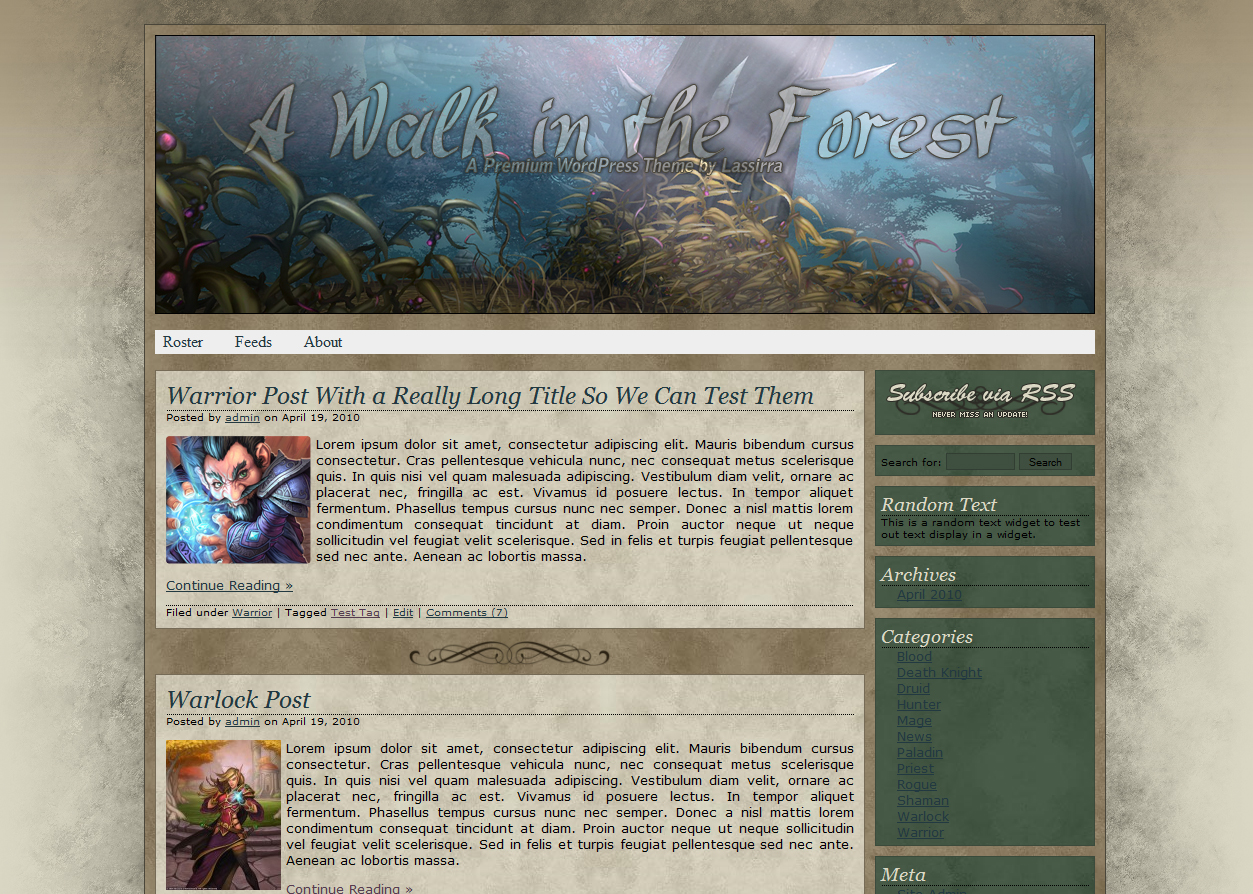 A Walk in the Forest
A Premium WordPress Theme by Lassirra
Roster Feeds About
Warrior Post With a Really Long Title So We Can Test Them
Posted by admin on April 19, 2010
Lorem ipsum dolor sit amet, consectetur adipiscing elit. Mauris bibendum cursus
consectetur. Cras pellentesque vehicula nunc, nec consequat metus scelerisque
quis. In quis nisi vel quam malesuada adipiscing. Vestibulum diam velit, ornare ac
placerat nec, fringilla ac est. Vivamus id posuere lectus. In tempor aliquet
fermentum. Phasellus tempus cursus nunc nec semper. Donec a nisl mattis lorem
condimentum consequat tincidunt at diam. Proin auctor neque ut neque
sollicitudin vel feugiat velit scelerisque. Sed in felis et turpis feugiat pellentesque
sed nec ante. Aenean ac lobortis massa.
Continue Reading »
Filed under Warrior | Tagged Test Tag | Edit | Comments (7)
Warlock Post
Posted by admin on April 19, 2010
Lorem ipsum dolor sit amet, consectetur adipiscing elit. Mauris bibendum cursus
consectetur. Cras pellentesque vehicula nunc, nec consequat metus scelerisque
quis. In quis nisi vel quam malesuada adipiscing. Vestibulum diam velit, ornare ac
placerat nec, fringilla ac est. Vivamus id posuere lectus. In tempor aliquet
fermentum. Phasellus tempus cursus nunc nec semper. Donec a nisl mattis lorem
condimentum consequat tincidunt at diam. Proin auctor neque ut neque sollicitudin
vel feugiat velit scelerisque. Sed in felis et turpis feugiat pellentesque sed nec ante.
Aenean ac lobortis massa.
Continue Reading »
Subscribe via RSS
NEVER MISS AN UPDATE!
Search for: Search
Random Text
This is a random text widget to test
out text display in a widget.
Archives
April 2010
Categories
Blood
Death Knight
Druid
Hunter
Mage
News
Paladin
Priest
Rogue
Shaman
Warlock
Warrior
Meta
Site Admin